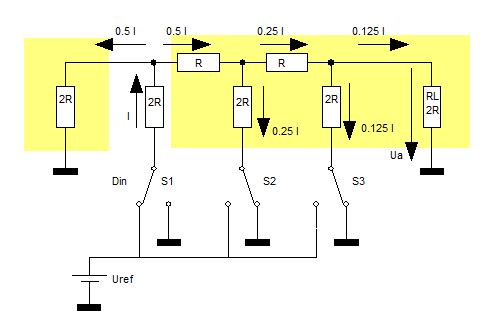 0.5 I 0.5 I 0.25 I 0.125 I
R R
2R 2R 2R 2R RL
2R
I
0.25 I 0.125 I
Ua
Din S1 S2 S3
Uref